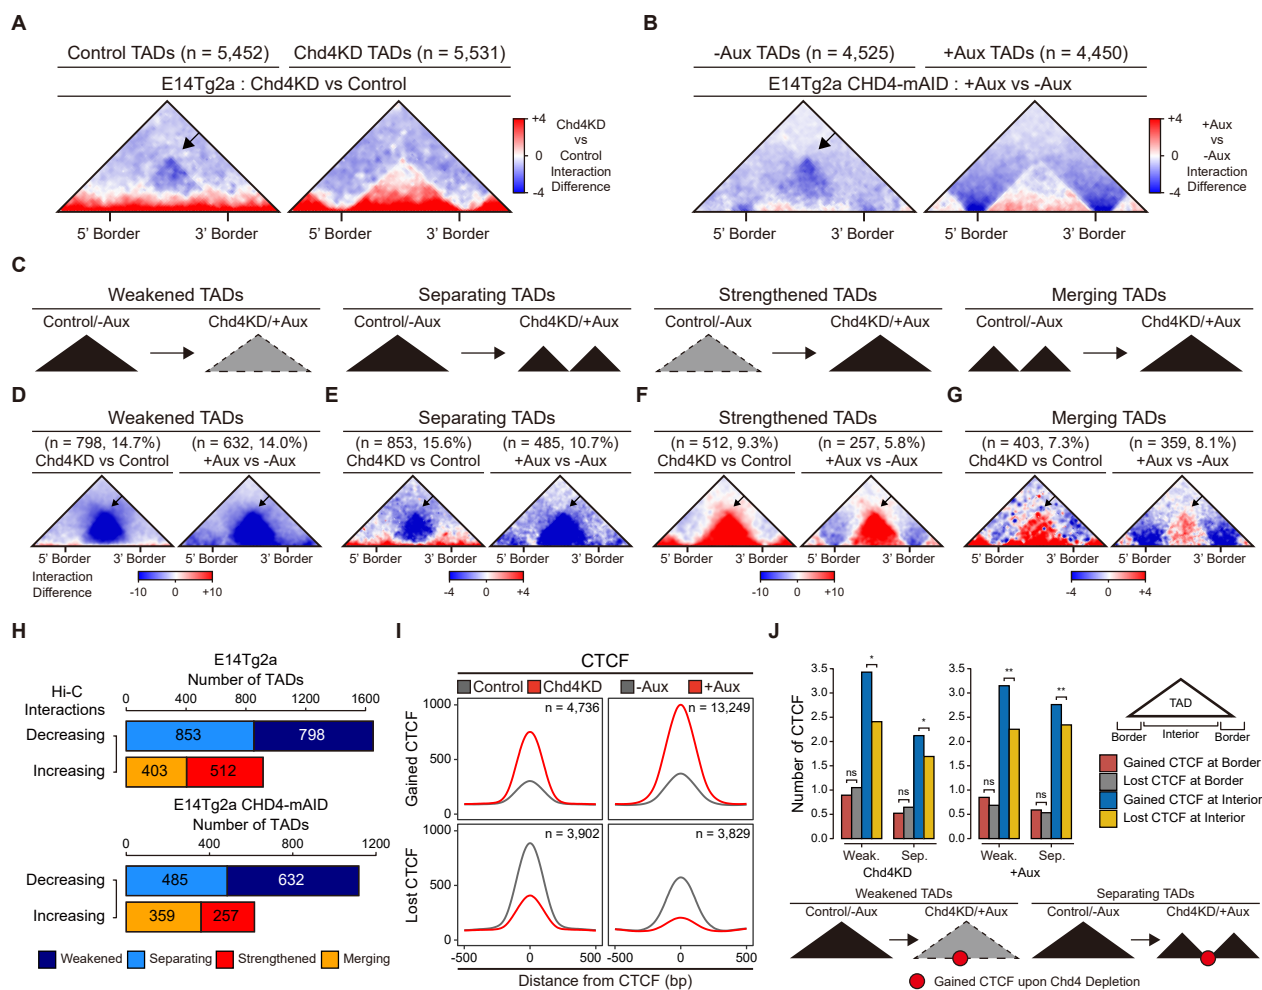 A
Control TADs (n = 5,452) Chd4KD TADs (n = 5,531)
E14Tg2a : Chd4KD vs Control
+4
0
-4
Chd4KD
vs
Control
Interaction
Difference
5' Border 3' Border 5' Border 3' Border
B
-Aux TADs (n = 4,525) +Aux TADs (n = 4,450)
E14Tg2a CHD4-mAID : +Aux vs -Aux
+4
0
-4
+Aux
vs
-Aux
Interaction
Difference
5' Border 3' Border 5' Border 3' Border
C
Weakened TADs Separating TADs Strengthened TADs Merging TADs
Control/-Aux Chd4KD/+Aux Control/-Aux Chd4KD/+Aux Control/-Aux Chd4KD/+Aux Control/-Aux Chd4KD/+Aux
D
Weakened TADs
(n = 798, 14.7%) (n = 632, 14.0%)
Chd4KD vs Control +Aux vs -Aux
5' Border 3' Border 5' Border 3' Border
Interaction
Difference
-10 0 +10
E
Separating TADs
(n = 853, 15.6%) (n = 485, 10.7%)
Chd4KD vs Control +Aux vs -Aux
5' Border 3' Border 5' Border 3' Border
-4 0 +4
F
Strengthened TADs
(n = 512, 9.3%) (n = 257, 5.8%)
Chd4KD vs Control +Aux vs -Aux
5' Border 3' Border 5' Border 3' Border
-10 0 +10
G
Merging TADs
(n = 403, 7.3%) (n = 359, 8.1%)
Chd4KD vs Control +Aux vs -Aux
5' Border 3' Border 5' Border 3' Border
-4 0 +4
H
E14Tg2a
Number of TADs
Hi-C
Interactions
0 400 800 1200 1600
Decreasing 853 798
Increasing 403 512
E14Tg2a CHD4-mAID
Number of TADs
0 400 800 1200
Decreasing 485 632
Increasing 359 257
Weakened Separating Strengthened Merging
I
CTCF
Control Chd4KD -Aux +Aux
Gained CTCF
1000
500
0
n = 4,736 n = 13,249
Lost CTCF
1000
500
0
n = 3,902 n = 3,829
-500 0 500 -500 0 500
Distance from CTCF (bp)
J
Number of CTCF
3.5
3.0
2.5
2.0
1.5
1.0
0.5
0.0
ns * ns *
Weak. Sep.
Chd4KD
3.5
3.0
2.5
2.0
1.5
1.0
0.5
0.0
ns ** ns **
Weak. Sep.
+Aux
TAD
Border Interior Border
Gained CTCF at Border
Lost CTCF at Border
Gained CTCF at Interior
Lost CTCF at Interior
Weakened TADs Separating TADs
Control/-Aux Chd4KD/+Aux Control/-Aux Chd4KD/+Aux
Gained CTCF upon Chd4 Depletion